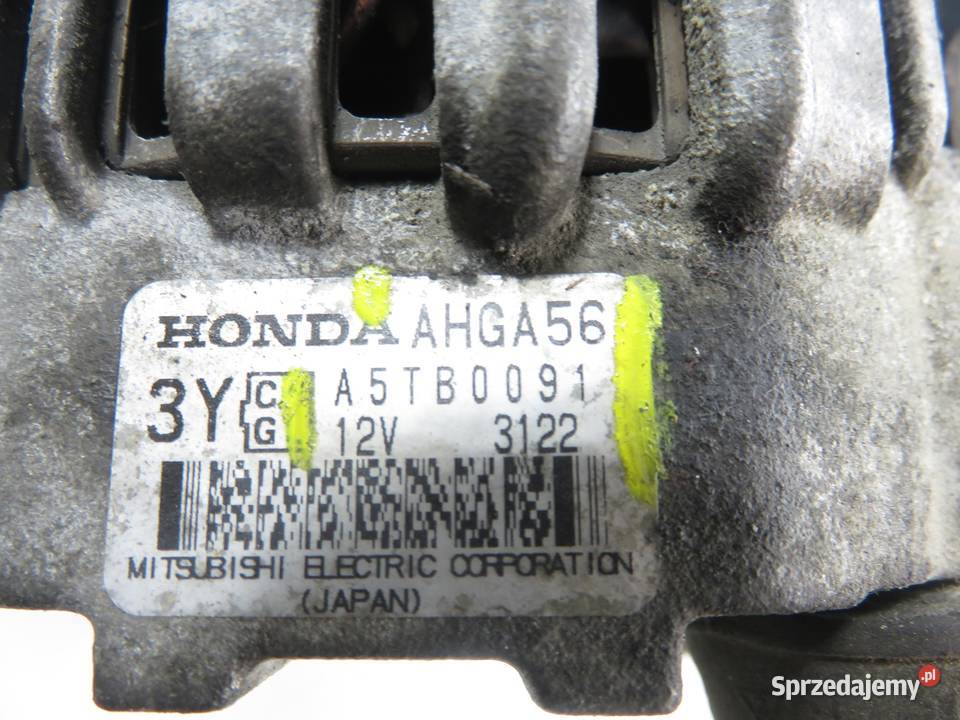 HONDA AHGA56
3Y C G A5TB0091
12V 3122
MITSUBISHI ELECTRIC CORPORATION
(JAPAN)
Sprzedajemy.pl